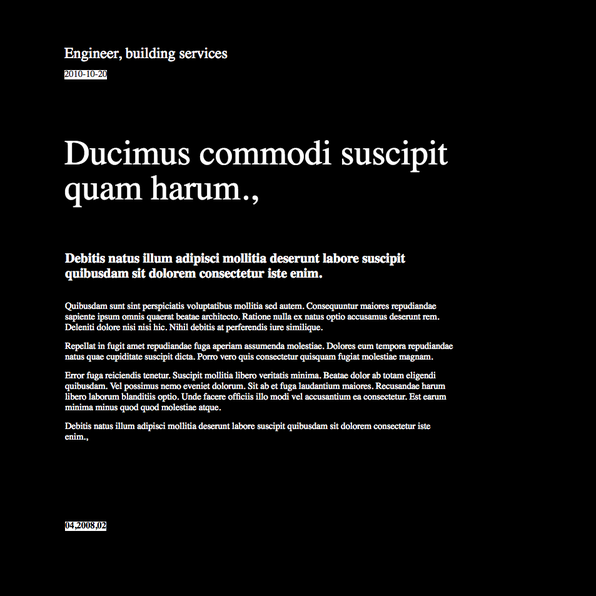 Engineer, building services
2010-10-20
Ducimus commodi suscipit
quam harum.,
Debitis natus illum adipisci mollitia deserunt labore suscipit
quibusdam sit dolorem consectetur iste enim.
Quibusdam sunt sint perspiciatis voluptatibus mollitia sed autem. Consequuntur maiores repudiandae
sapiente ipsum omnis quaerat beatae architecto. Ratione nulla ex natus optio accusamus deserunt rem.
Deleniti dolore nisi nisi hic. Nihil debitis at perferendis iure similique.
Repellat in fugit amet repudiandae fuga aperiam assumenda molestiae. Dolores eum tempora repudiandae
natus quae cupiditate suscipit dicta. Porro vero quis consectetur quisquam fugiat molestiae magnam.
Error fuga reiciendis tenetur. Suscipit mollitia libero veritatis minima. Beatae dolor ab totam eligendi
quibusdam. Vel possimus nemo eveniet dolorum. Sit ab et fuga laudantium maiores. Recusandae harum
libero laborum blanditiis optio. Unde facere officiis illo modi vel accusantium ea consectetur. Est earum
minima minus quod quod molestiae atque.
Debitis natus illum adipisci mollitia deserunt labore suscipit quibusdam sit dolorem consectetur iste
enim.,
04,2008,02